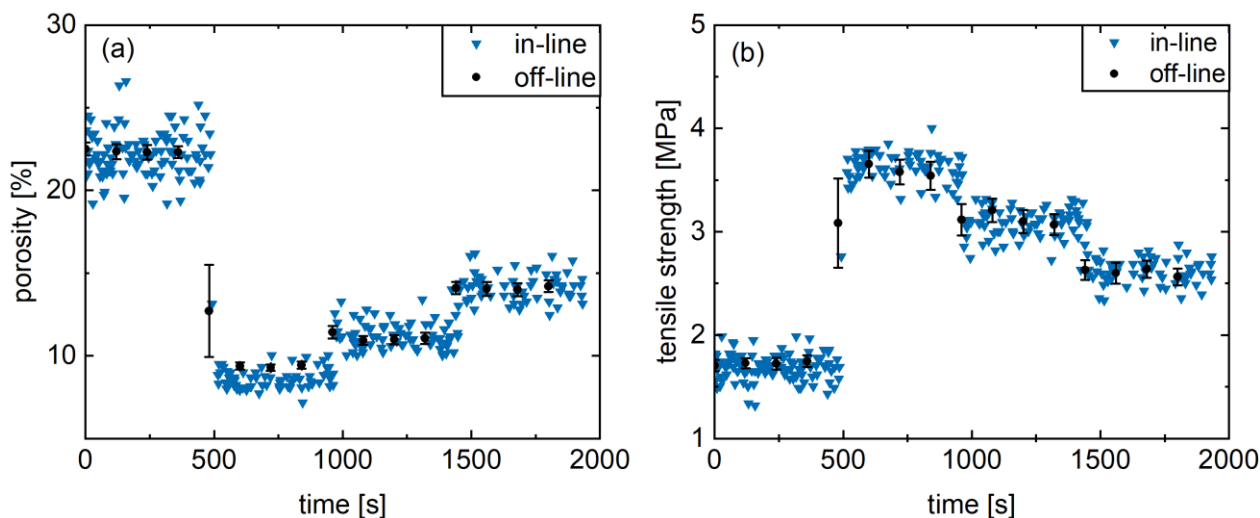 (a)
in-line
off-line
30
20
10
porosity [%]
0
500
1000
1500
2000
time [s]
(b)
in-line
off-line
5
4
3
2
1
tensile strength [MPa]
0
500
1000
1500
2000
time [s]